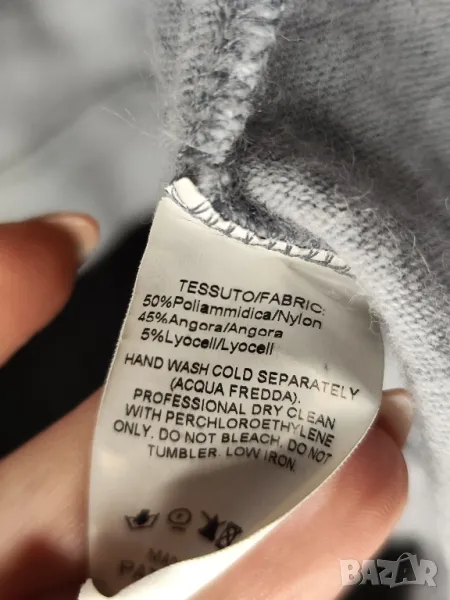 TESSUTO/FABRIC:
50%Poliammidica/Nylon
45%Angora/Angora
5%Lyocell/Lyocell
HAND WASH COLD SEPARATELY
(ACQUA FREDDA).
PROFESSIONAL DRY CLEAN
WITH PERCHLOROETHYLENE
ONLY. DO NOT BLEACH. DO NOT
TUMBLER. LOW IRON.
BAZAR.bg